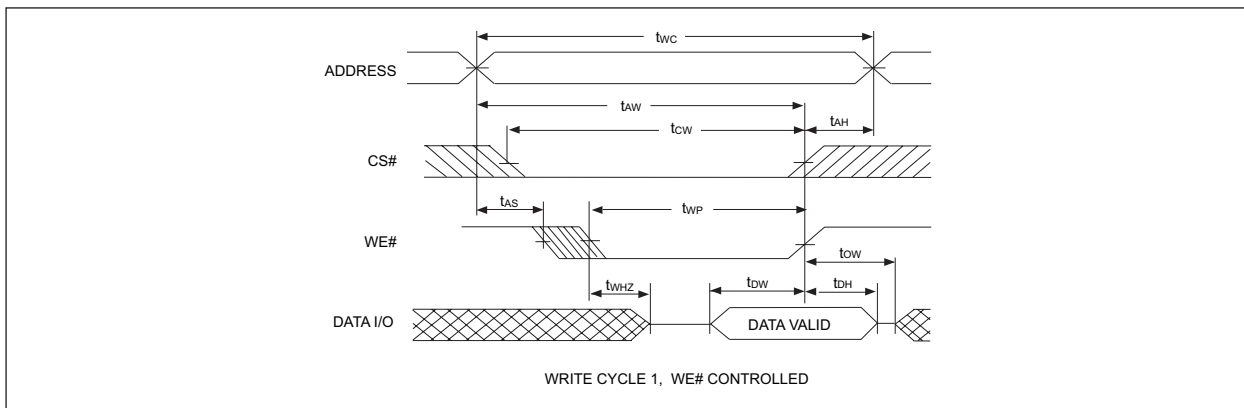 tWC
ADDRESS
tAW
tCW
tAH
CS#
tAS
tWP
WE#
tOW
tWHZ
tDW
tDH
DATA I/O
DATA VALID
WRITE CYCLE 1, WE# CONTROLLED